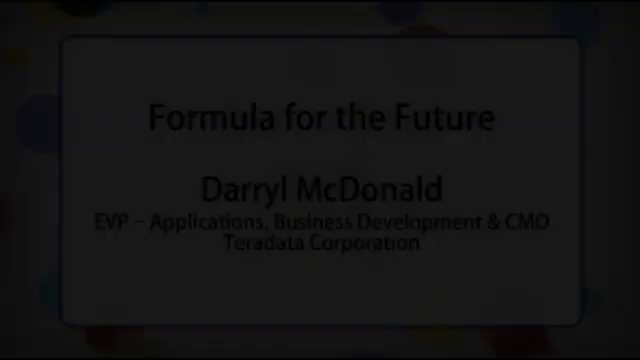 Formula for the Future
Darryl McDonald
EVP – Applications, Business Development & CMO
Teradata Corporation